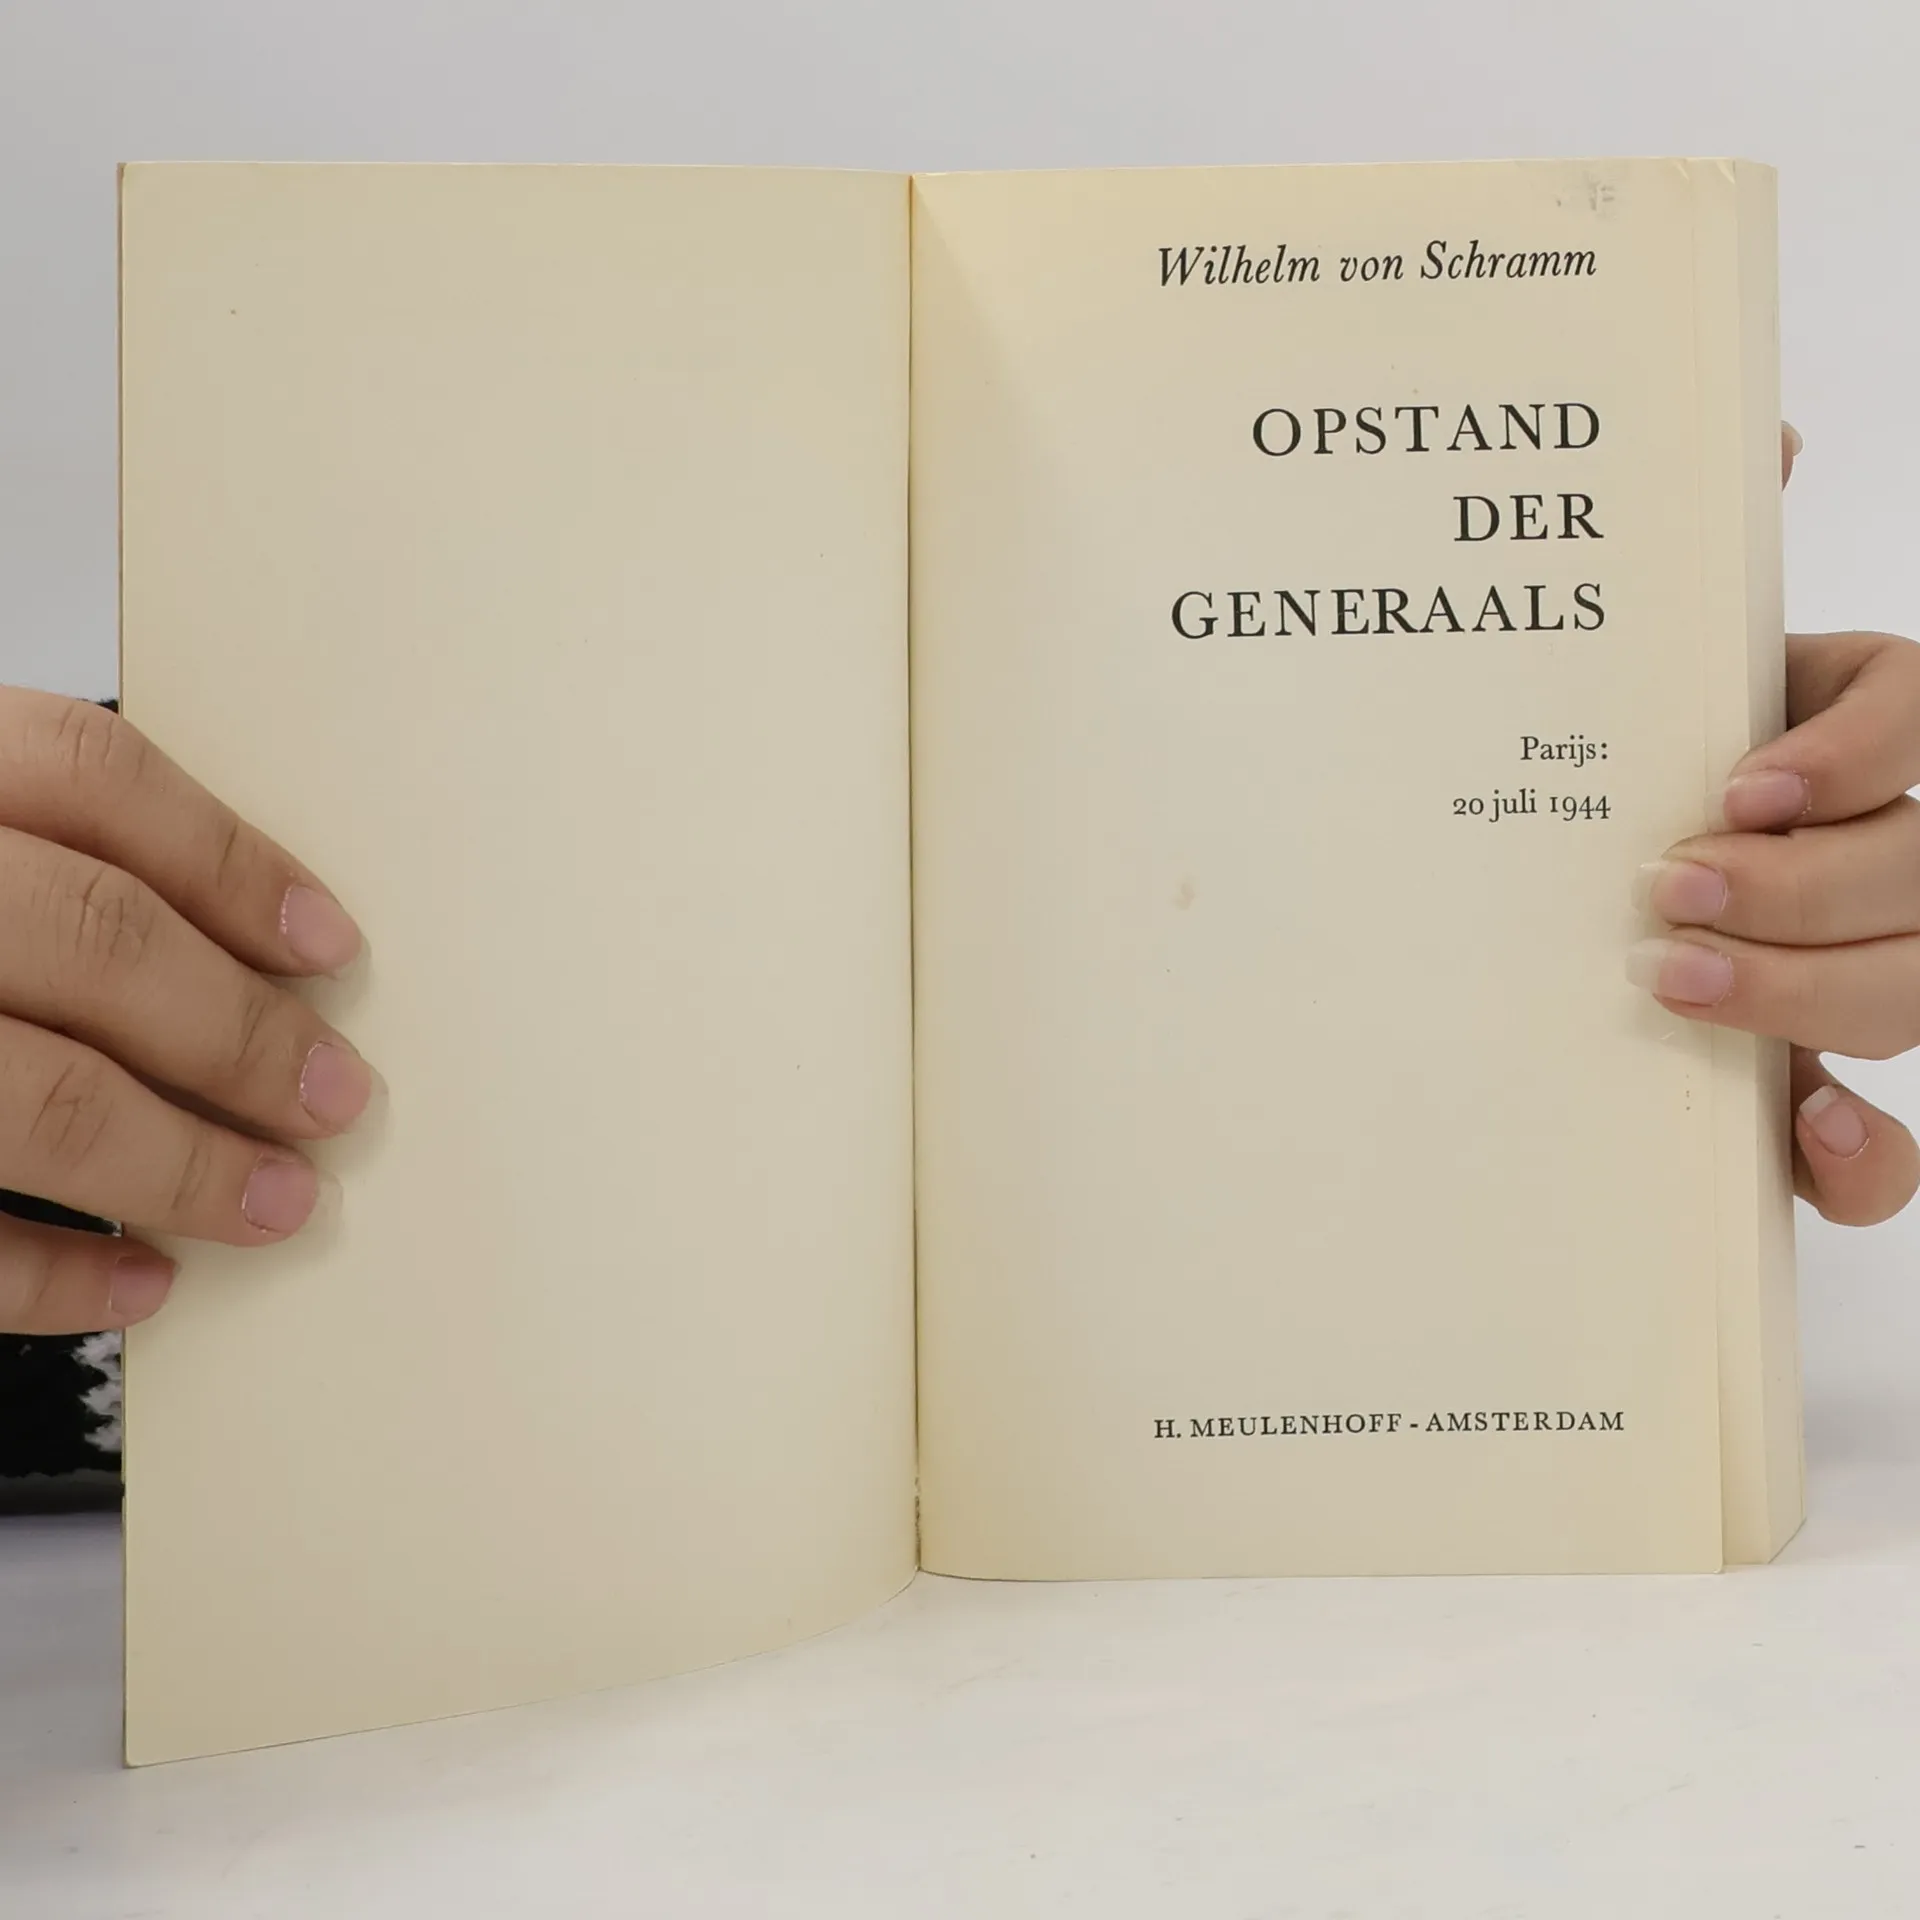 Wilhelm von Schramm
OPSTAND
DER
GENERAALS
Parijs:
20 juli 1944
H. MEULENHOFF - AMSTERDAM